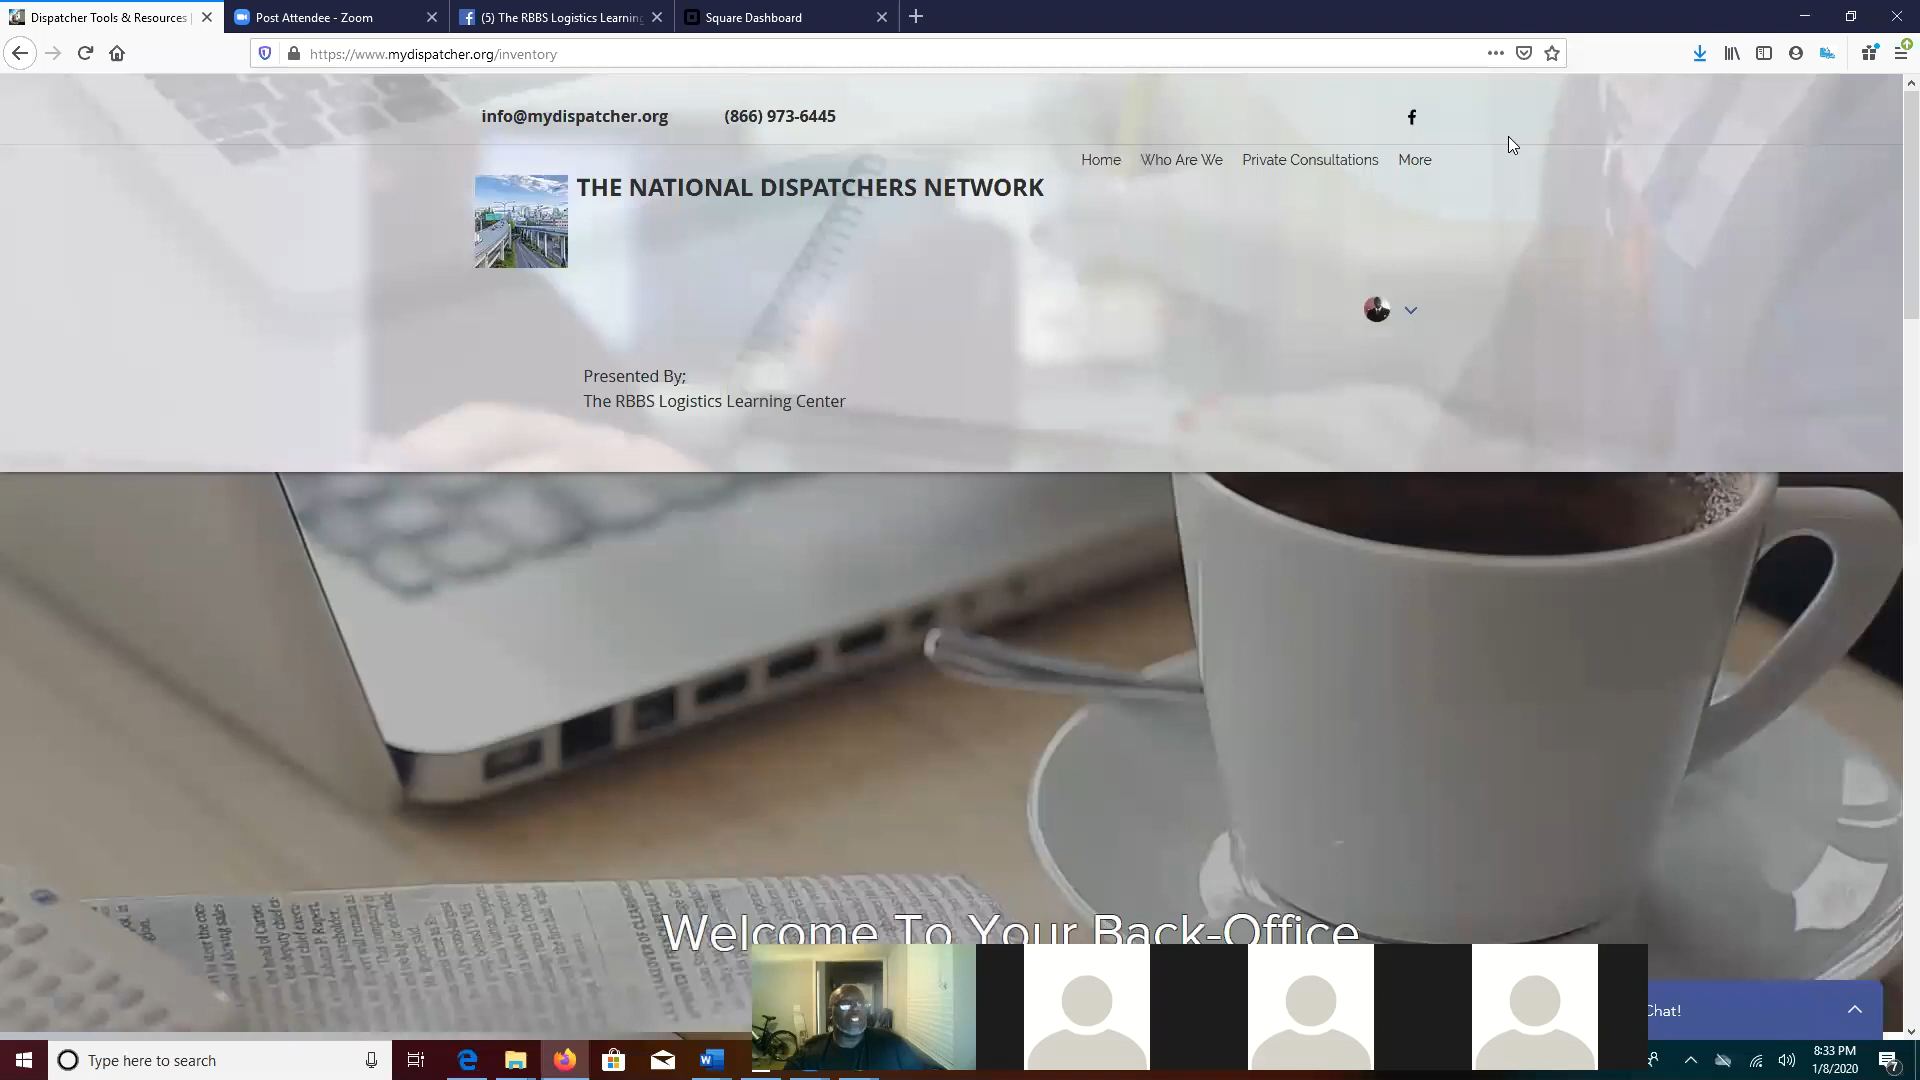 Dispatcher Tools & Resources |
Post Attendee - Zoom
(5) The RBBS Logistics Learning
Square Dashboard
https://www.mydispatcher.org/inventory
info@mydispatcher.org
(866) 973-6445
Home
Who Are We
Private Consultations
More
THE NATIONAL DISPATCHERS NETWORK
Presented By;
The RBBS Logistics Learning Center
Welcome To Your Back-Office
Chat!
Type here to search
8:33 PM
1/8/2020
7